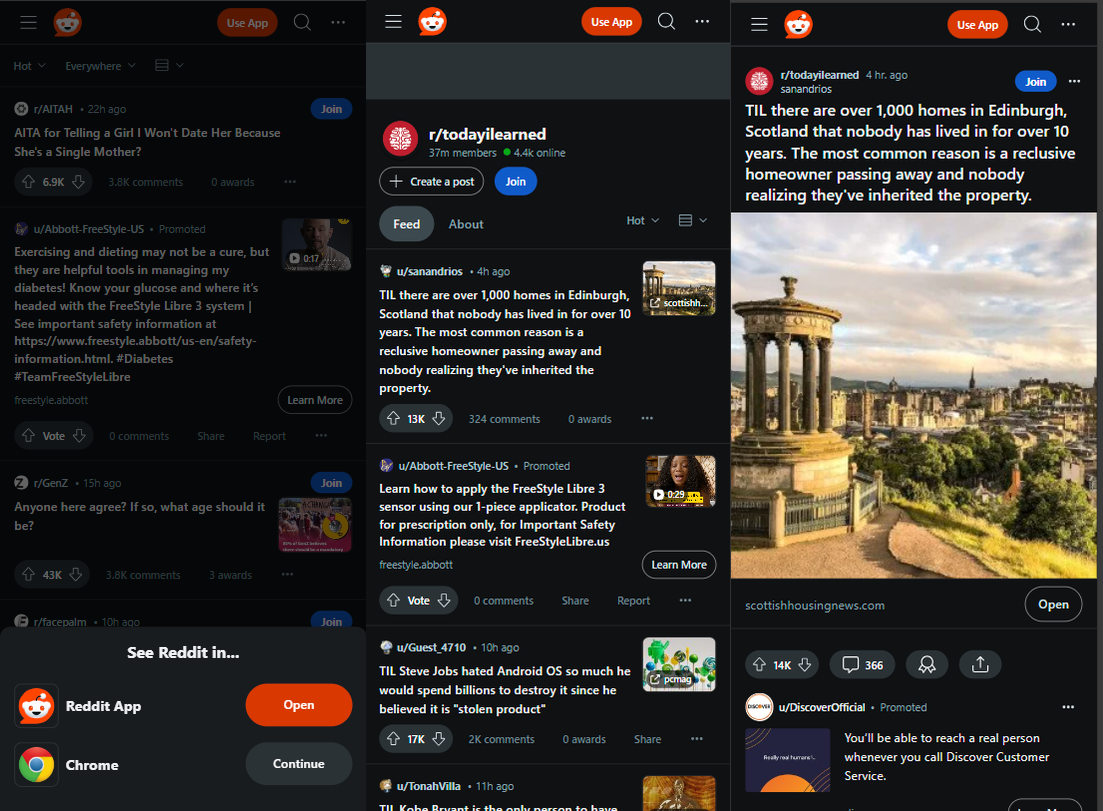 Use App
Hot
Everywhere
r/AITAH • 22h ago
Join
AITA for Telling a Girl I Won't Date Her Because
She's a Single Mother?
6.9K
3.8K comments
0 awards
u/Abbott-FreeStyle-US • Promoted
Exercising and dieting may not be a cure, but
they are helpful tools in managing my
diabetes! Know your glucose and where it's
headed with the FreeStyle Libre 3 system |
See important safety information at
https://www.freestyle.abbott/us-en/safety-
information.html. #Diabetes
#TeamFreeStyleLibre
0:17
freestyle.abbott
Learn More
Vote
0 comments
Share
Report
r/GenZ • 15h ago
Join
Anyone here agree? If so, what age should it
be?
43K
3.8K comments
3 awards
r/facepalm • 10h ago
Join
See Reddit in...
Reddit App
Open
Chrome
Continue
Use App
r/todayilearned
37m members
4.4k online
Create a post
Join
Feed
About
Hot
u/sanandrios • 4h ago
TIL there are over 1,000 homes in Edinburgh,
Scotland that nobody has lived in for over 10
years. The most common reason is a
reclusive homeowner passing away and
nobody realizing they've inherited the
property.
scottishh...
13K
324 comments
0 awards
u/Abbott-FreeStyle-US • Promoted
Learn how to apply the FreeStyle Libre 3
sensor using our 1-piece applicator. Product
for prescription only, for Important Safety
Information please visit FreeStyleLibre.us
0:29
freestyle.abbott
Learn More
Vote
0 comments
Share
Report
u/Guest_4710 • 10h ago
TIL Steve Jobs hated Android OS so much he
would spend billions to destroy it since he
believed it is "stolen product"
pcmag
17K
2K comments
0 awards
Share
u/TonahVilla • 11h ago
TIL Kobe Bryant is the only person to have
Use App
r/todayilearned 4 hr. ago
sanandrios
Join
TIL there are over 1,000 homes in Edinburgh,
Scotland that nobody has lived in for over 10
years. The most common reason is a reclusive
homeowner passing away and nobody
realizing they've inherited the property.
scottishhousingnews.com
Open
14K
366
DISCOVER
u/DiscoverOfficial • Promoted
Really real humans
You'll be able to reach a real person
whenever you call Discover Customer
Service.